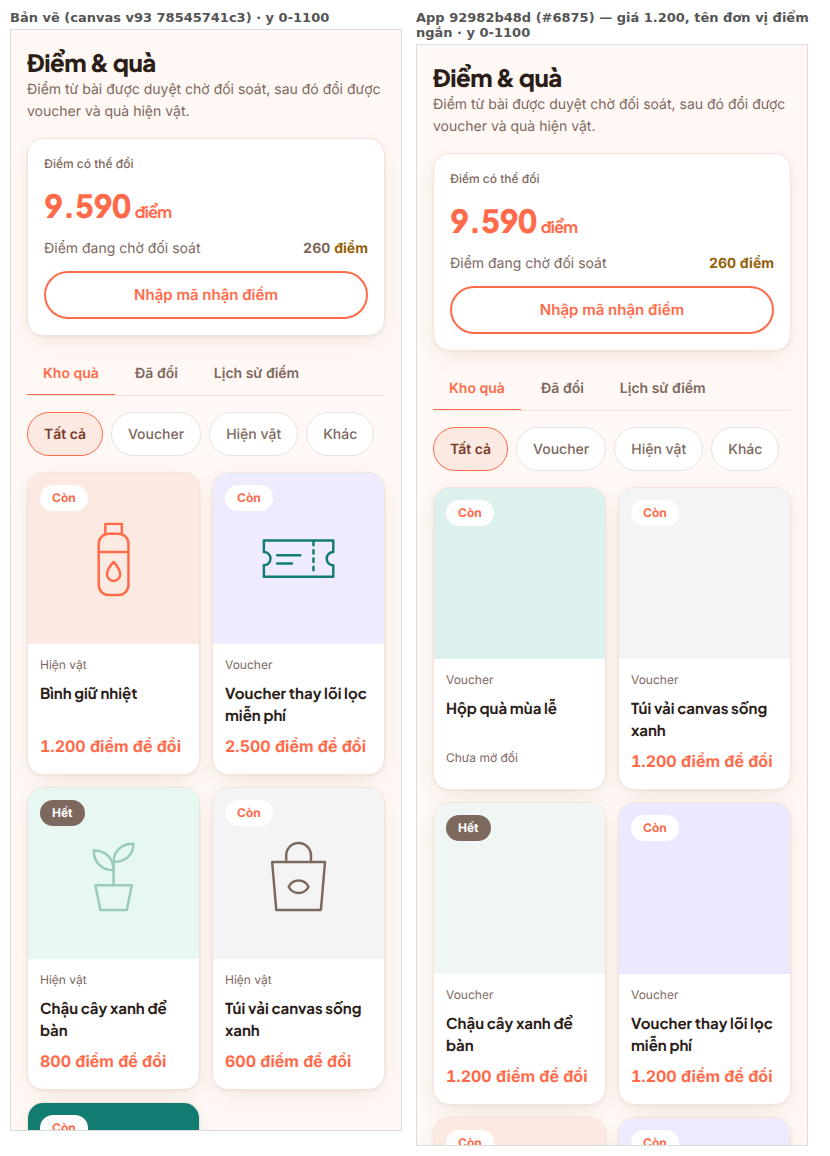 Bản vẽ (canvas v93 78545741c3) · y 0-1100
Điểm & quà
Điểm từ bài được duyệt chờ đối soát, sau đó đổi được
voucher và quà hiện vật.
Điểm có thể đổi
9.590 điểm
Điểm đang chờ đối soát 260 điểm
Nhập mã nhận điểm
Kho quà Đã đổi Lịch sử điểm
Tất cả Voucher Hiện vật Khác
Còn
Hiện vật
Bình giữ nhiệt
1.200 điểm để đổi
Còn
Voucher
Voucher thay lõi lọc
miễn phí
2.500 điểm để đổi
Hết
Hiện vật
Chậu cây xanh để
bàn
800 điểm để đổi
Còn
Hiện vật
Túi vải canvas sống
xanh
600 điểm để đổi
Còn
App 92982b48d (#6875) — giá 1.200, tên đơn vị điểm
ngắn · y 0-1100
Điểm & quà
Điểm từ bài được duyệt chờ đối soát, sau đó đổi được
voucher và quà hiện vật.
Điểm có thể đổi
9.590 điểm
Điểm đang chờ đối soát 260 điểm
Nhập mã nhận điểm
Kho quà Đã đổi Lịch sử điểm
Tất cả Voucher Hiện vật Khác
Còn
Voucher
Hộp quà mùa lễ
Chưa mở đổi
Còn
Voucher
Túi vải canvas sống
xanh
1.200 điểm để đổi
Hết
Voucher
Chậu cây xanh để
bàn
1.200 điểm để đổi
Còn
Voucher
Voucher thay lõi lọc
miễn phí
1.200 điểm để đổi
Còn
Còn